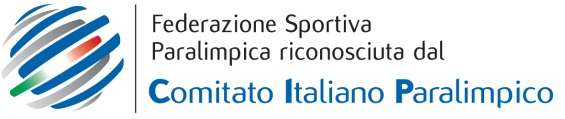 Federazione Sportiva
Paralimpica riconosciuta dal
Comitato Italiano Paralimpico